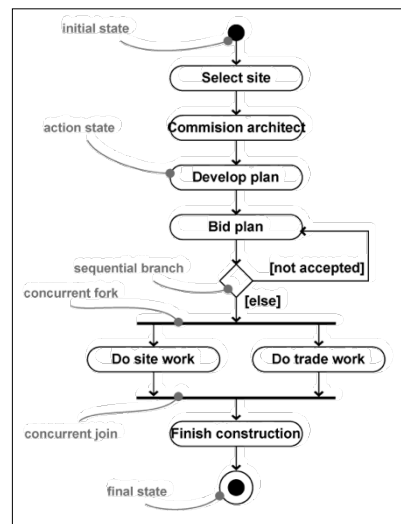 initial state
Select site
Commision architect
action state
Develop plan
Bid plan
sequential branch
[not accepted]
concurrent fork
[else]
Do site work
Do trade work
concurrent join
Finish construction
final state